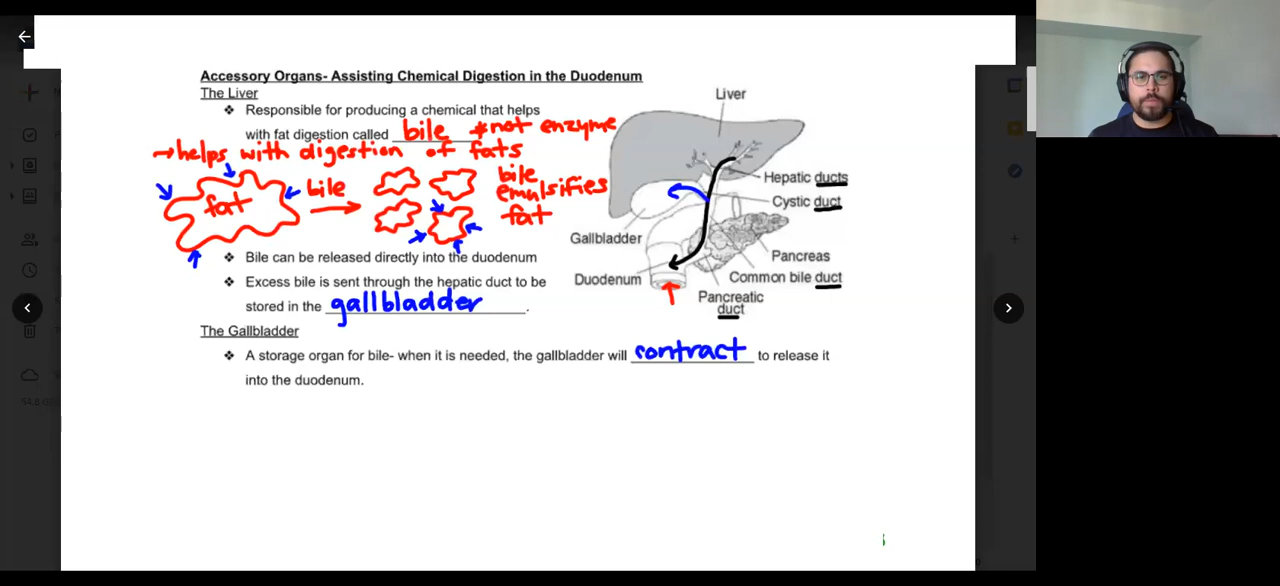 Accessory Organs- Assisting Chemical Digestion in the Duodenum
The Liver
❖ Responsible for producing a chemical that helps
with fat digestion called bile *not enzyme
→helps with digestion of fats
fat
bile
bile
emulsifies
fat
❖ Bile can be released directly into the duodenum
❖ Excess bile is sent through the hepatic duct to be
stored in the gallbladder.
Liver
Hepatic ducts
Cystic duct
Gallbladder
Pancreas
Duodenum
Common bile duct
Pancreatic
duct
The Gallbladder
❖ A storage organ for bile- when it is needed, the gallbladder will contract to release it
into the duodenum.